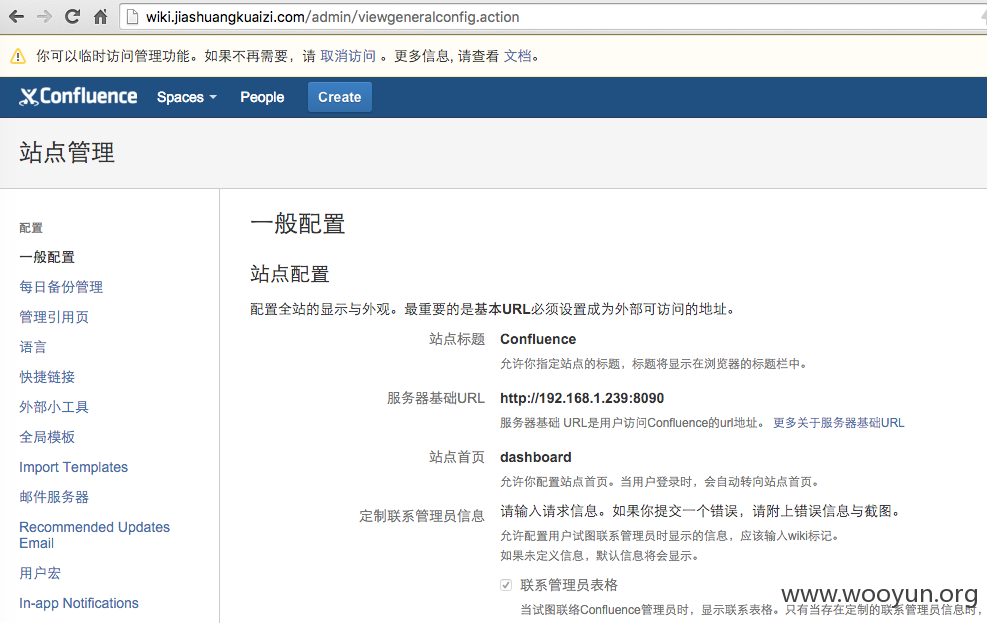 wiki.jiashuangkuaizi.com/admin/viewgeneralconfig.action
你可以临时访问管理功能。如果不再需要，请 取消访问 。更多信息, 请查看 文档。
Confluence Spaces People Create
站点管理
配置
一般配置
每日备份管理
管理引用页
语言
快捷链接
外部小工具
全局模板
Import Templates
邮件服务器
Recommended Updates
Email
用户宏
In-app Notifications
一般配置
站点配置
配置全站的显示与外观。最重要的是基本URL必须设置成为外部可访问的地址。
站点标题 Confluence
允许你指定站点的标题，标题将显示在浏览器的标题栏中。
服务器基础URL http://192.168.1.239:8090
服务器基础 URL是用户访问Confluence的url地址。 更多关于服务器基础URL
站点首页 dashboard
允许你配置站点首页。当用户登录时，会自动转向站点首页。
定制联系管理员信息 请输入请求信息。如果你提交一个错误，请附上错误信息与截图。
允许配置用户试图联系管理员时显示的信息，应该输入wiki标记。
如果未定义信息，默认信息将会显示。
联系管理员表格
当试图联络Confluence管理员时，显示联系表格。只有当存在定制的联系管理员信息时，
www.wooyun.org